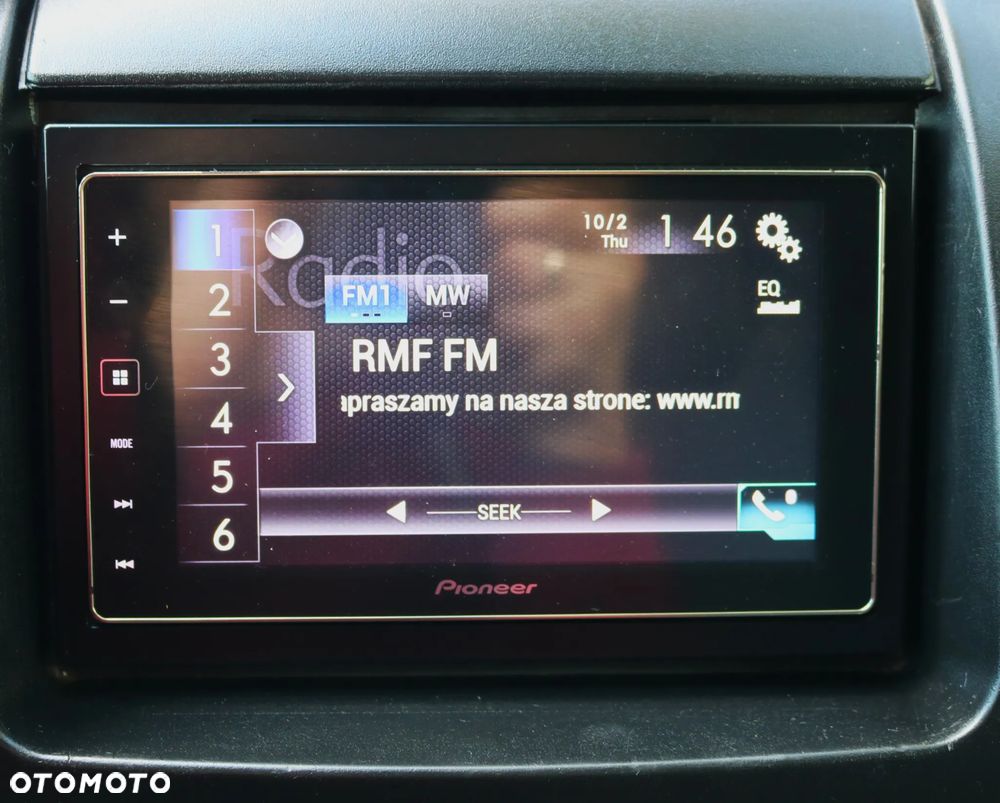 +
−
MODE
1
2
3
4
5
6
Radio
10/2
Thu
1 46
EQ
FM1 MW
RMF FM
apraszamy na nasza strone: www.rm
SEEK
Pioneer
OTOMOTO